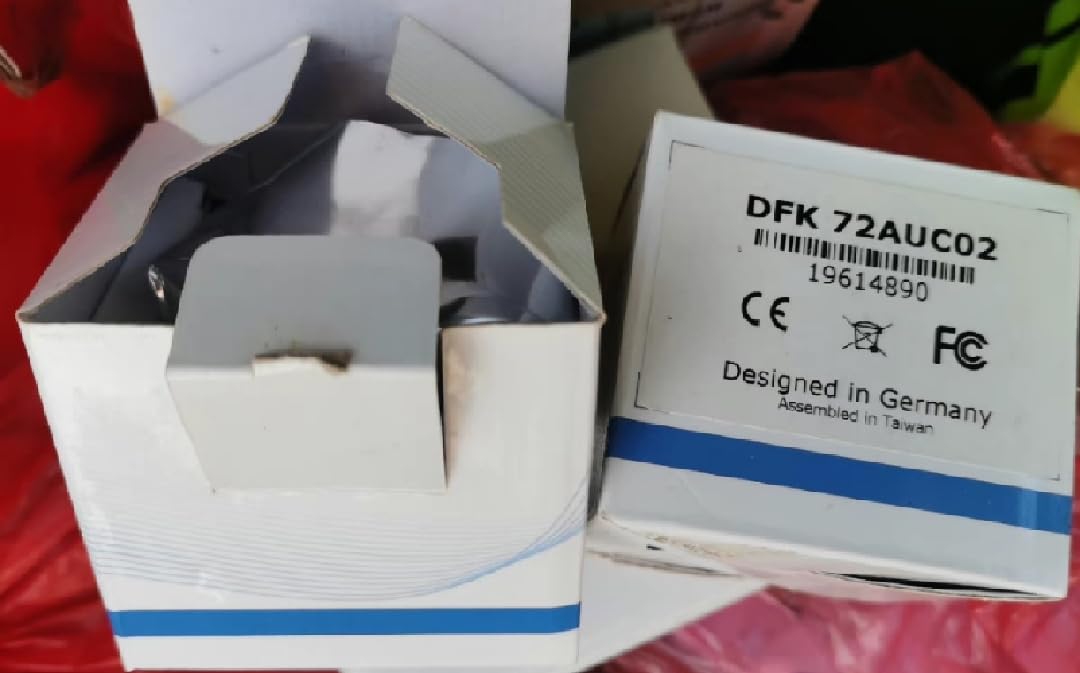 DFK 72AUC02
19614890
CE
FC
Designed in Germany
Assembled in Taiwan